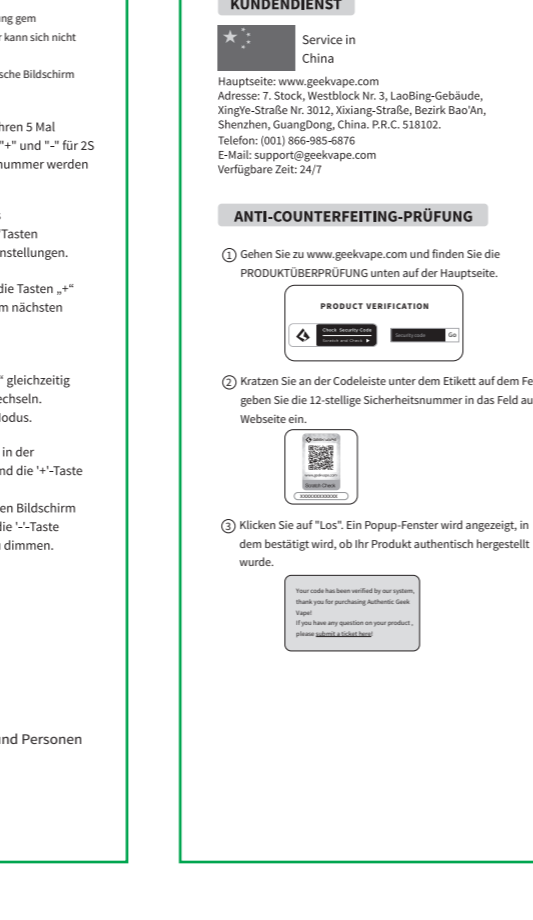 ung gem
r kann sich nicht
sche Bildschirm
hren 5 Mal
"+" und "-" für 2S
nummer werden
s
'Tasten
nstellungen.
die Tasten „+“
m nächsten
“ gleichzeitig
echseln.
Modus.
in der
nd die '+'-Taste
en Bildschirm
die '-'-Taste
u dimmen.
und Personen
KUNDENDIENST
Service in
China
Hauptseite: www.geekvape.com
Adresse: 7. Stock, Westblock Nr. 3, LaoBing-Gebäude,
XingYe-Straße Nr. 3012, Xixiang-Straße, Bezirk Bao'An,
Shenzhen, GuangDong, China. P.R.C. 518102.
Telefon: (001) 866-985-6876
E-Mail: support@geekvape.com
Verfügbare Zeit: 24/7
ANTI-COUNTERFEITING-PRÜFUNG
① Gehen Sie zu www.geekvape.com und finden Sie die
PRODUKTÜBERPRÜFUNG unten auf der Hauptseite.
PRODUCT VERIFICATION
Check Security Code
Scratch and Check
Security code Go
② Kratzen Sie an der Codeleiste unter dem Etikett auf dem Fe
geben Sie die 12-stellige Sicherheitsnummer in das Feld au
Webseite ein.
GEEK VAPE
www.geekvape.com
Scratch Check
XXXXXXXXXXXX
③ Klicken Sie auf "Los". Ein Popup-Fenster wird angezeigt, in
dem bestätigt wird, ob Ihr Produkt authentisch hergestellt
wurde.
Your code has been verified by our system,
thank you for purchasing Authentic Geek
Vape!
If you have any question on your product ,
please submit a ticket here!